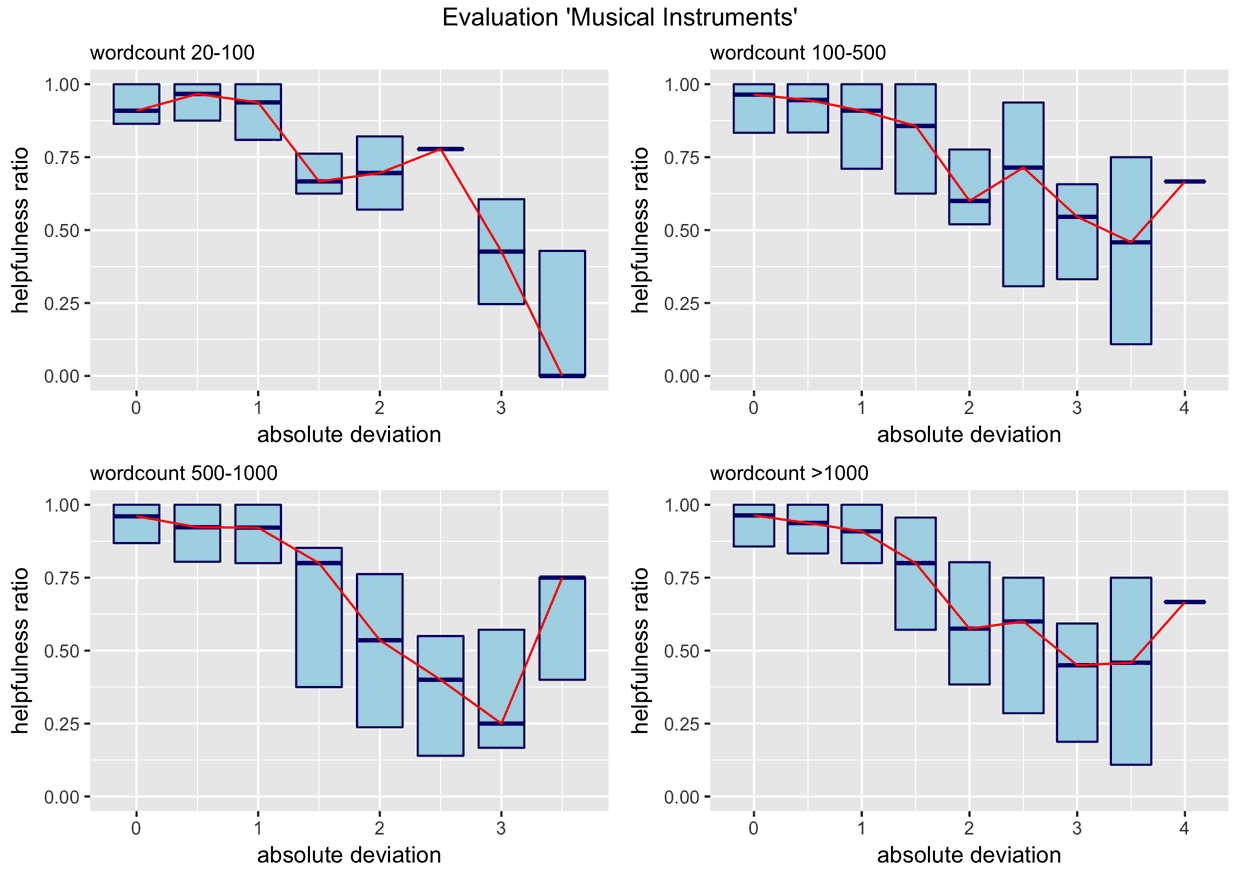 Evaluation 'Musical Instruments'
wordcount 20-100
helpfulness ratio
1.00
0.75
0.50
0.25
0.00
0 1 2 3
absolute deviation
wordcount 100-500
helpfulness ratio
1.00
0.75
0.50
0.25
0.00
0 1 2 3 4
absolute deviation
wordcount 500-1000
helpfulness ratio
1.00
0.75
0.50
0.25
0.00
0 1 2 3
absolute deviation
wordcount >1000
helpfulness ratio
1.00
0.75
0.50
0.25
0.00
0 1 2 3 4
absolute deviation